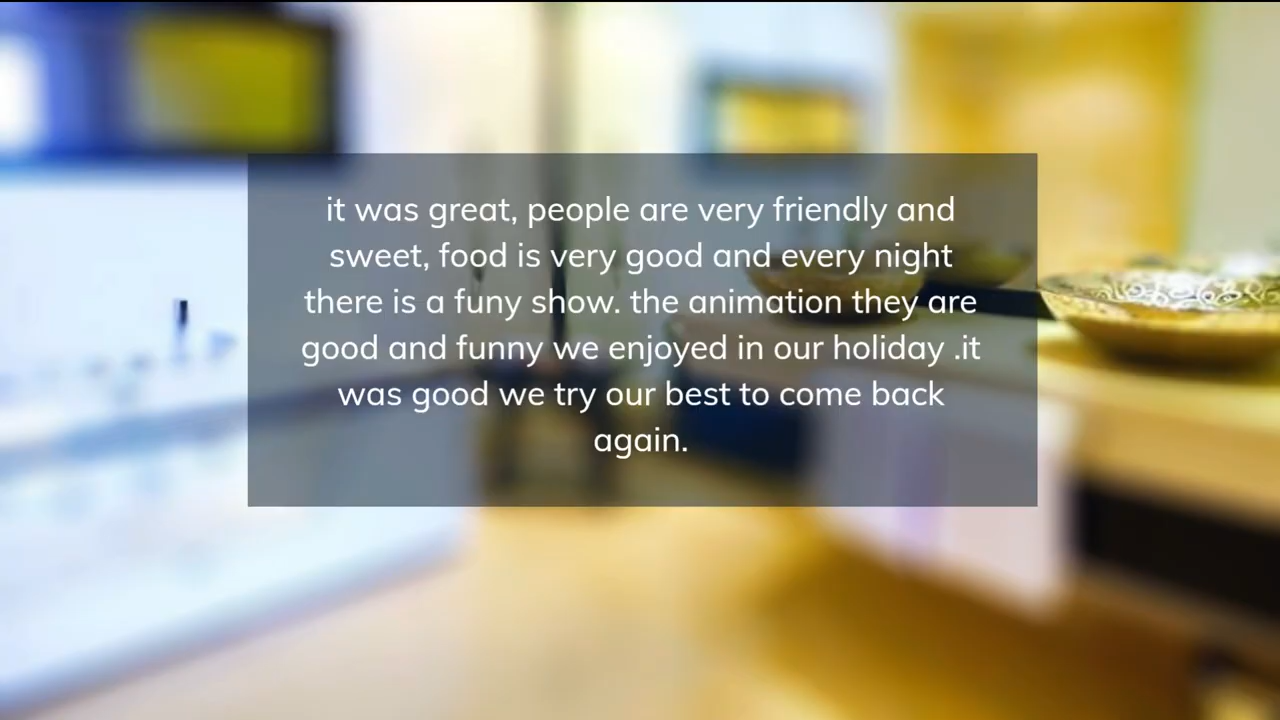 it was great, people are very friendly and
sweet, food is very good and every night
there is a funy show. the animation they are
good and funny we enjoyed in our holiday .it
was good we try our best to come back
again.